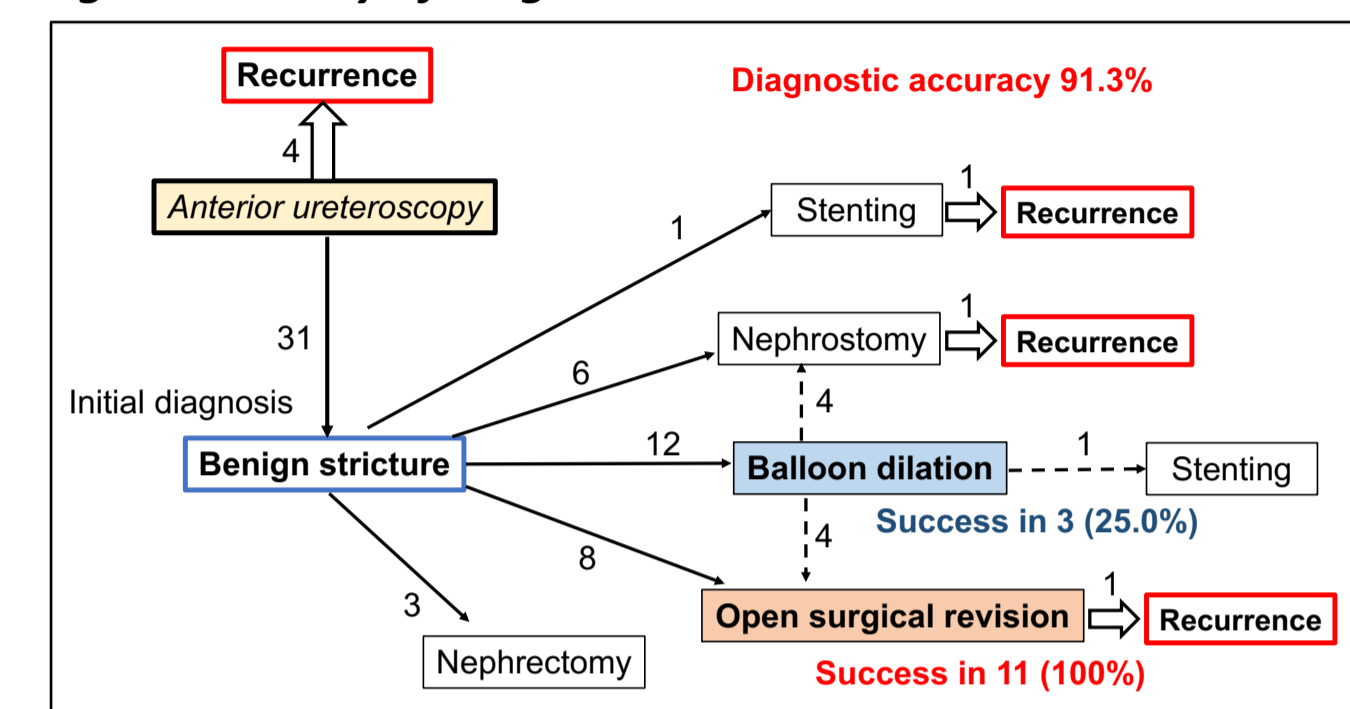 Recurrence
Diagnostic accuracy 91.3%
4
Anterior ureteroscopy
1
Stenting
1
Recurrence
31
Nephrostomy
1
Recurrence
6
4
Initial diagnosis
Benign stricture
12
Balloon dilation
1
Stenting
Success in 3 (25.0%)
4
8
3
Open surgical revision
1
Recurrence
Nephrectomy
Success in 11 (100%)